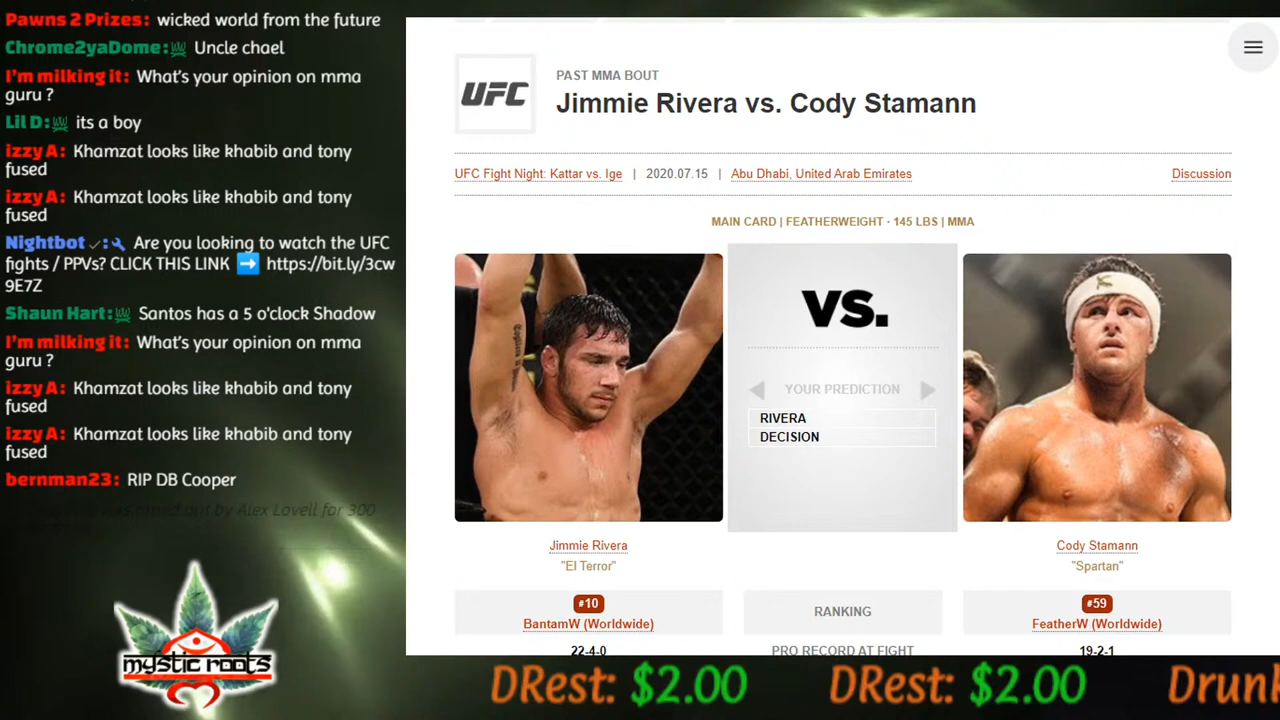 Pawns 2 Prizes: wicked world from the future
Chrome2yaDome: Uncle chael
I'm milking it: What's your opinion on mma
guru ?
Lil D: its a boy
izzy A: Khamzat looks like khabib and tony
fused
izzy A: Khamzat looks like khabib and tony
fused
Nightbot ✓:🔧 Are you looking to watch the UFC
fights / PPVs? CLICK THIS LINK ➡️ https://bit.ly/3cw
9E7Z
Shaun Hart: Santos has a 5 o'clock Shadow
I'm milking it: What's your opinion on mma
guru ?
izzy A: Khamzat looks like khabib and tony
fused
izzy A: Khamzat looks like khabib and tony
fused
bernman23: RIP DB Cooper
out by Alex Lovell for 300
mystic roots
UFC
PAST MMA BOUT
Jimmie Rivera vs. Cody Stamann
UFC Fight Night: Kattar vs. Ige | 2020.07.15 | Abu Dhabi, United Arab Emirates
Discussion
MAIN CARD | FEATHERWEIGHT · 145 LBS | MMA
VS.
YOUR PREDICTION
RIVERA
DECISION
Jimmie Rivera
"El Terror"
Cody Stamann
"Spartan"
#10
BantamW (Worldwide)
RANKING
#59
FeatherW (Worldwide)
22-4-0
PRO RECORD AT FIGHT
19-2-1
DRest: $2.00 DRest: $2.00 Drunk